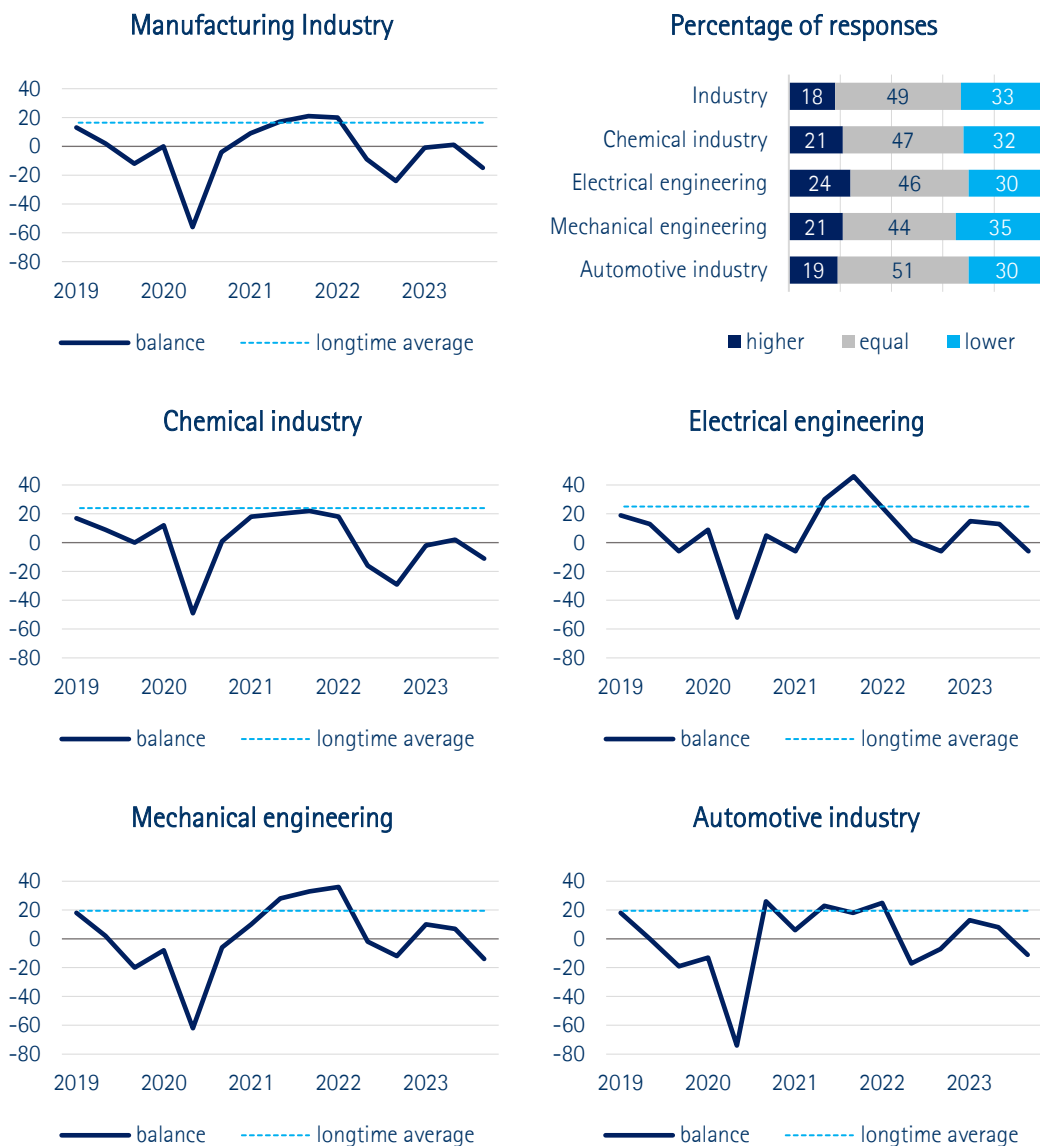 Manufacturing Industry
40
20
0
-20
-40
-60
-80
2019 2020 2021 2022 2023
balance longtime average
Percentage of responses
Industry 18 49 33
Chemical industry 21 47 32
Electrical engineering 24 46 30
Mechanical engineering 21 44 35
Automotive industry 19 51 30
higher equal lower
Chemical industry
40
20
0
-20
-40
-60
-80
2019 2020 2021 2022 2023
balance longtime average
Electrical engineering
40
20
0
-20
-40
-60
-80
2019 2020 2021 2022 2023
balance longtime average
Mechanical engineering
40
20
0
-20
-40
-60
-80
2019 2020 2021 2022 2023
balance longtime average
Automotive industry
40
20
0
-20
-40
-60
-80
2019 2020 2021 2022 2023
balance longtime average